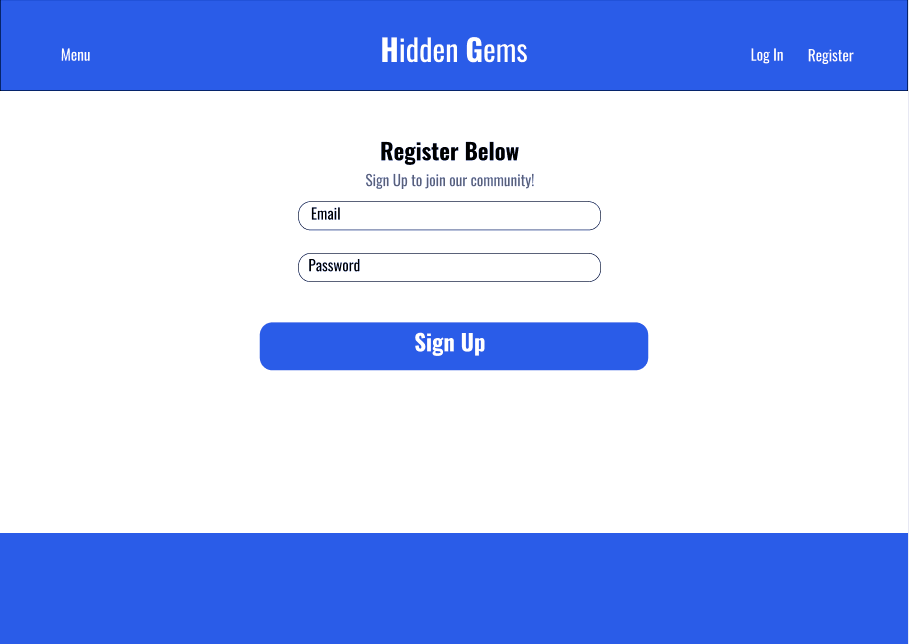 Menu
Hidden Gems
Log In
Register
Register Below
Sign Up to join our community!
Email
Password
Sign Up